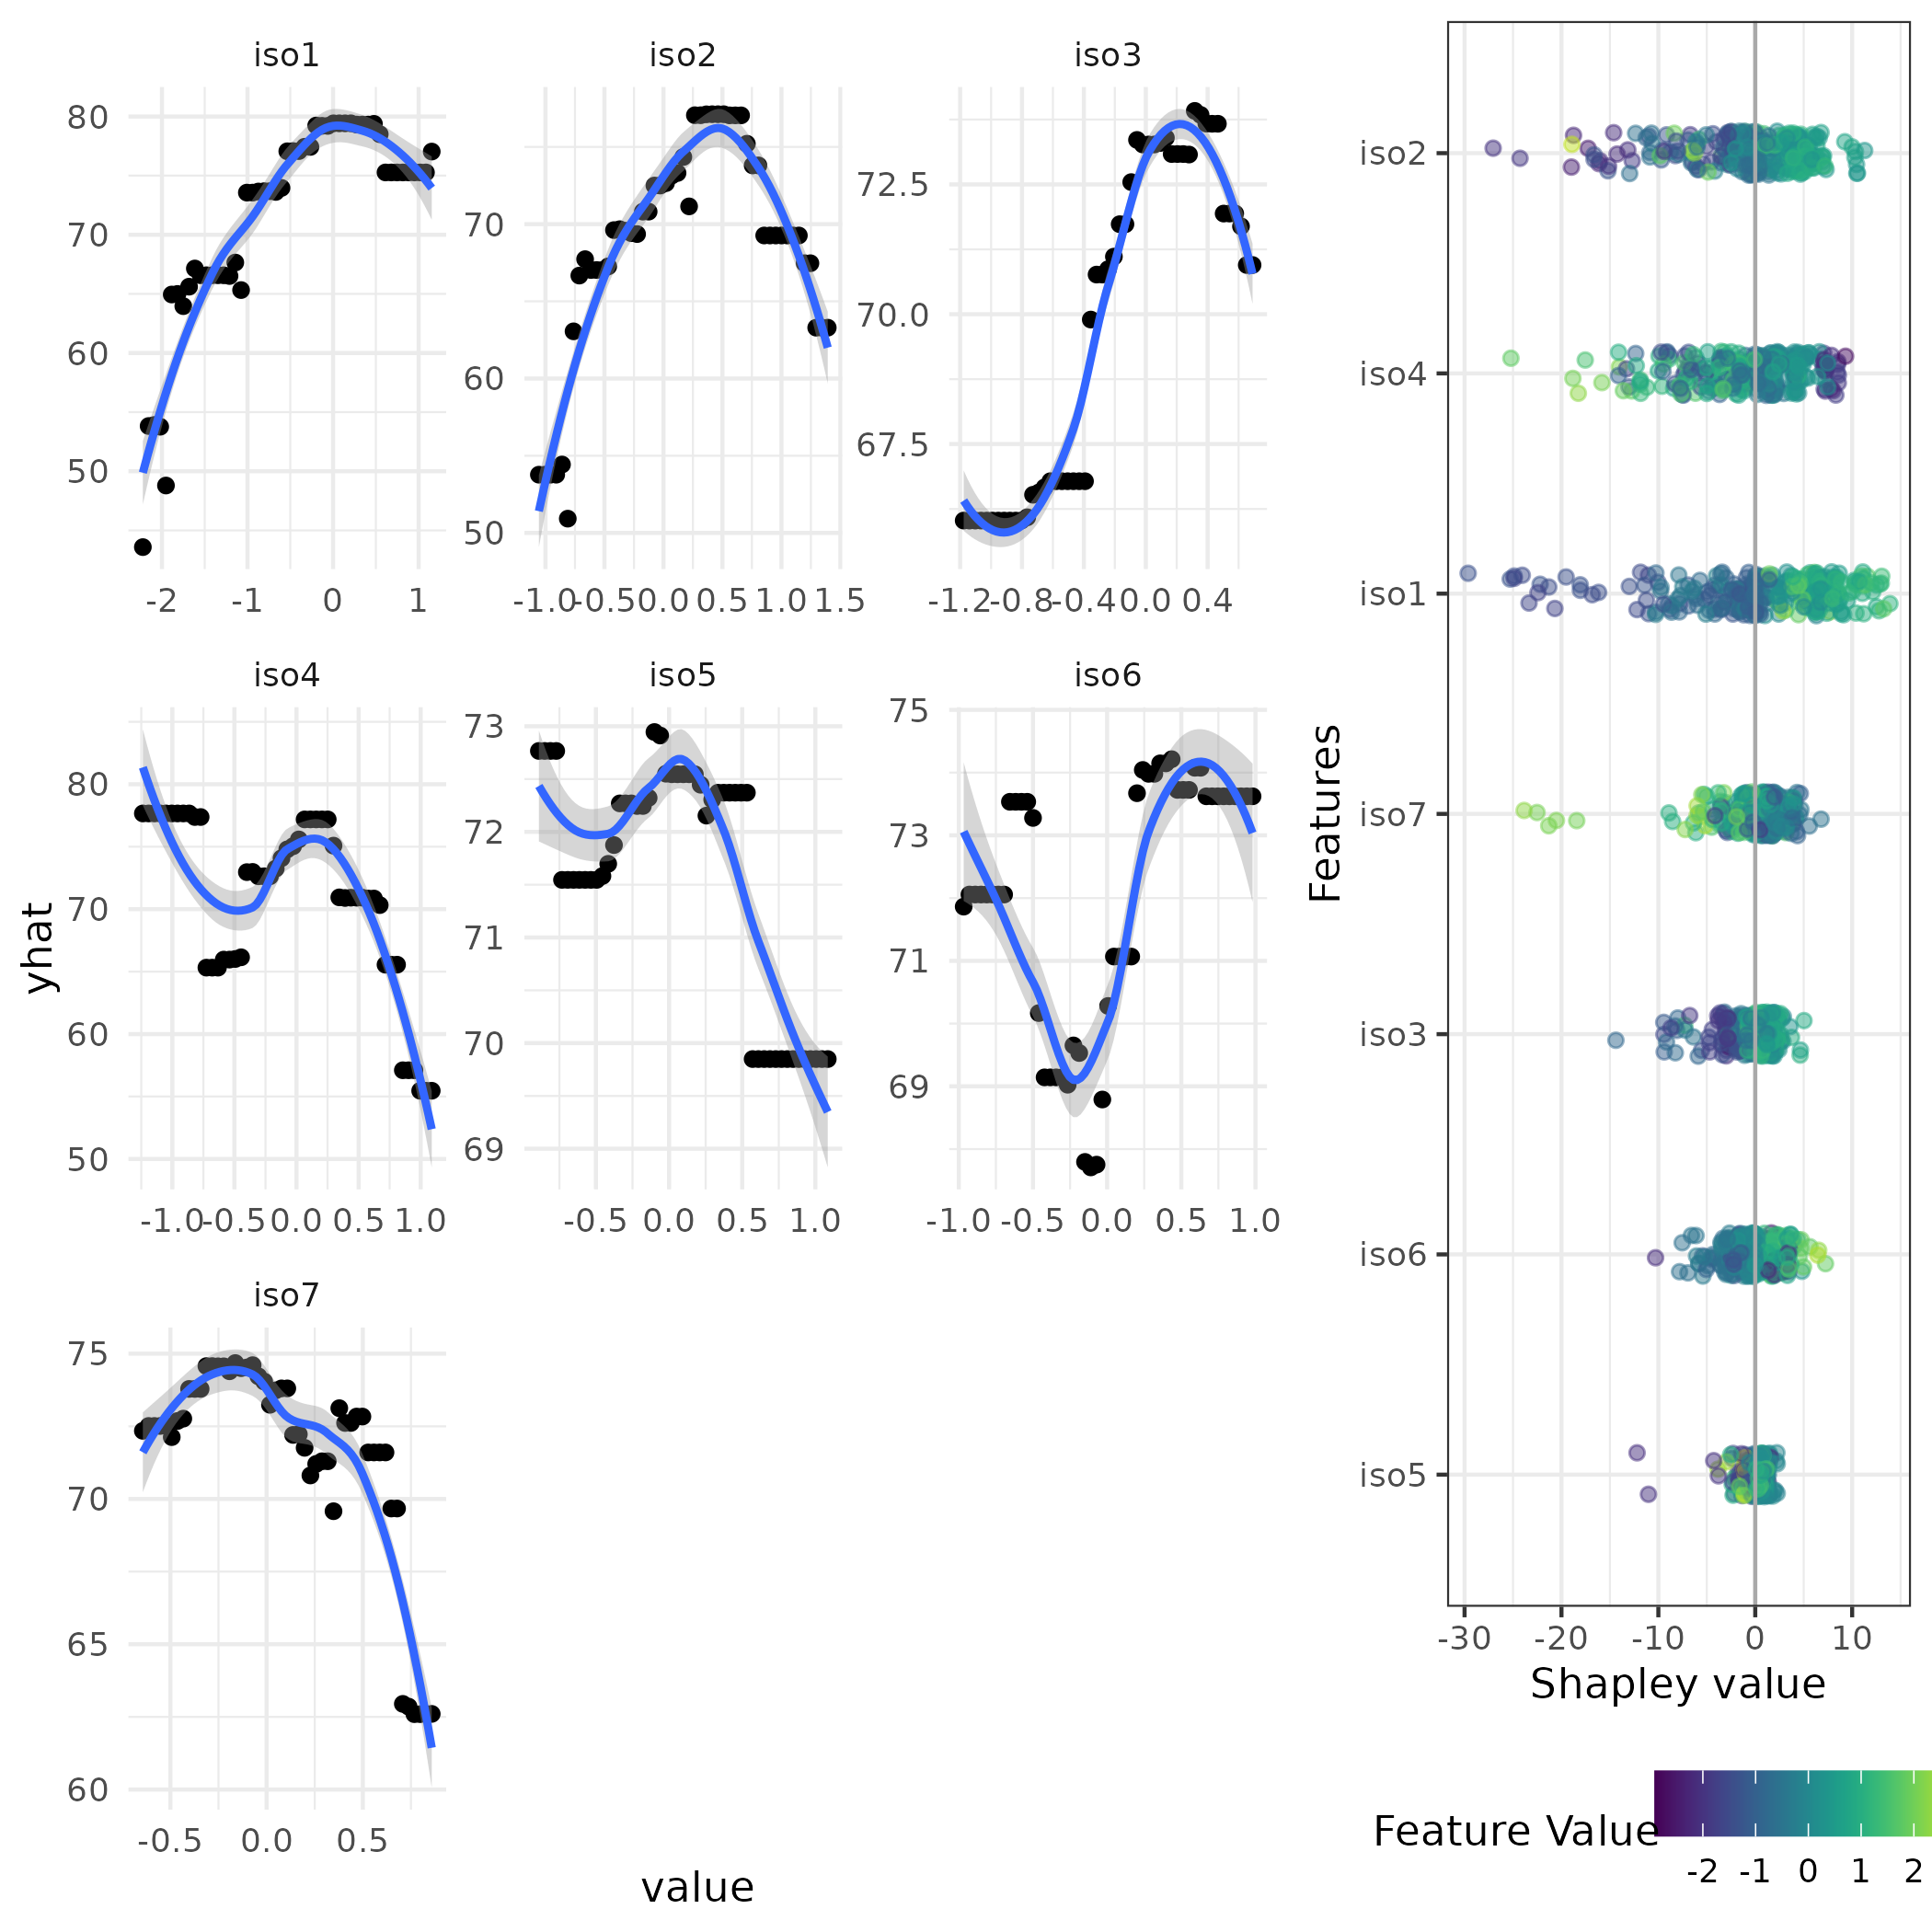 iso1
iso2
iso3
80
70
60
50
-2 -1 0 1
70
60
50
-1.0 -0.5 0.0 0.5 1.0 1.5
72.5
70.0
67.5
-1.2 -0.8 -0.4 0.0 0.4
iso4
iso5
iso6
80
70
60
50
-1.0 -0.5 0.0 0.5 1.0
73
72
71
70
69
-0.5 0.0 0.5 1.0
75
73
71
69
-1.0 -0.5 0.0 0.5 1.0
iso7
75
70
65
60
-0.5 0.0 0.5
yhat
value
Features
iso2
iso4
iso1
iso7
iso3
iso6
iso5
-30 -20 -10 0 10
Shapley value
Feature Value
-2 -1 0 1 2